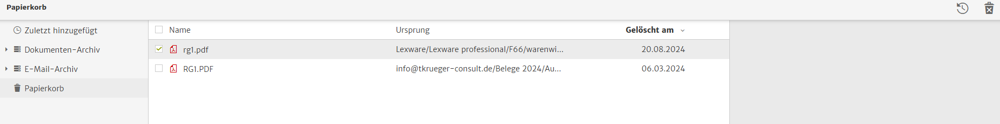 Papierkorb
Zuletzt hinzugefügt
Dokumenten-Archiv
E-Mail-Archiv
Papierkorb
Name Ursprung Gelöscht am
rg1.pdf Lexware/Lexware professional/F66/warenwi... 20.08.2024
RG1.PDF info@tkrueger-consult.de/Belege 2024/Au... 06.03.2024